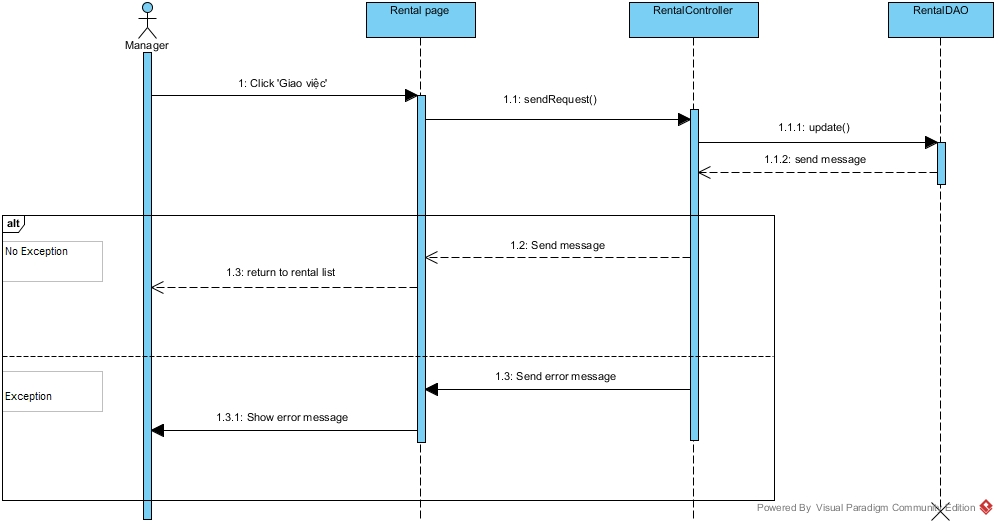 Rental page
RentalController
RentalDAO
Manager
1: Click 'Giao việc'
1.1: sendRequest()
1.1.1: update()
1.1.2: send message
alt
No Exception
1.2: Send message
1.3: return to rental list
1.3: Send error message
Exception
1.3.1: Show error message
Powered By Visual Paradigm Community Edition